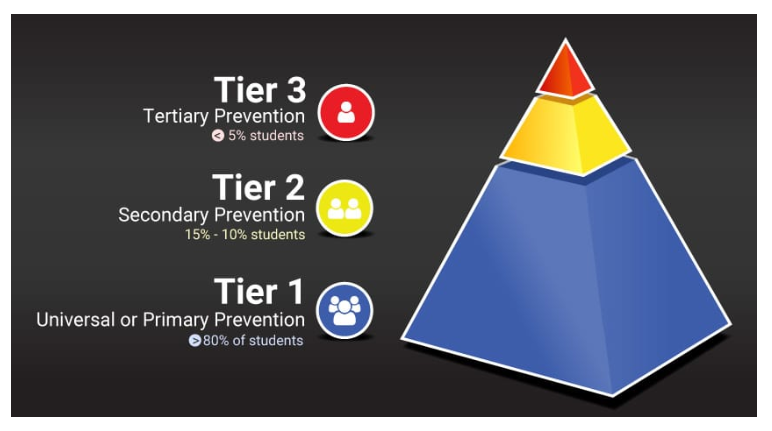 Tier 3
Tertiary Prevention
< 5% students
Tier 2
Secondary Prevention
15% - 10% students
Tier 1
Universal or Primary Prevention
>80% of students